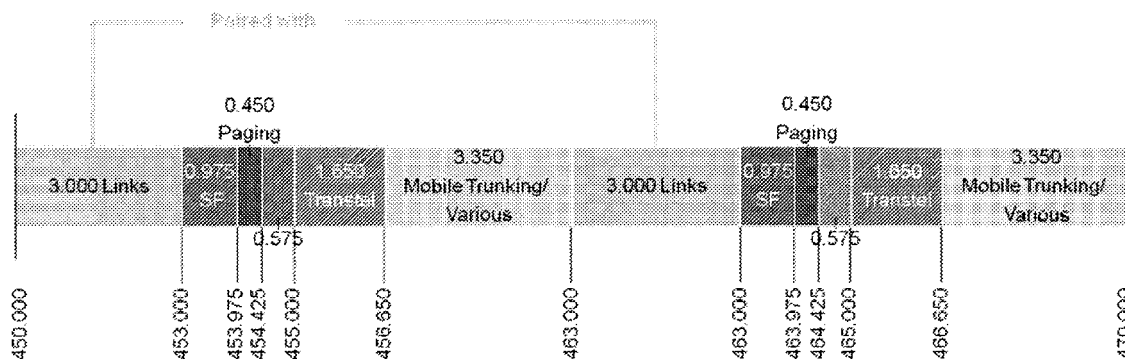 Paired with
0.450
Paging
0.450
Paging
3.000 Links
0.975
SF
1.650
Transtel
3.350
Mobile Trunking/
Various
3.000 Links
0.975
SF
1.650
Transtel
3.350
Mobile Trunking/
Various
0.575
0.575
450.000
453.000
453.975
454.425
455.000
456.650
463.000
463.000
463.975
464.425
465.000
466.650
470.000